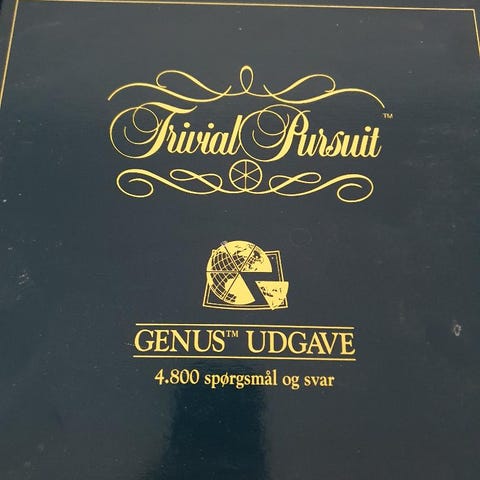 Trivial Pursuit™
GENUS™ UDGAVE
4.800 spørgsmål og svar